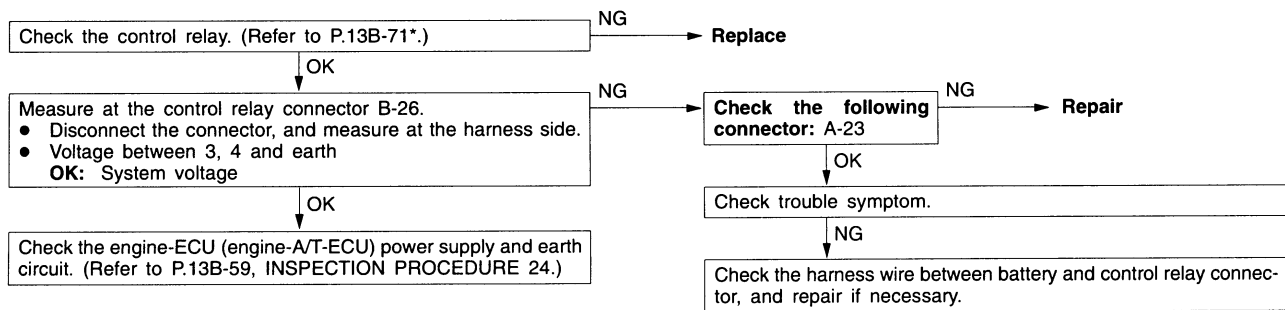 Check the control relay. (Refer to P.13B-71*.)
NG
Replace
OK
Measure at the control relay connector B-26.
● Disconnect the connector, and measure at the harness side.
● Voltage between 3, 4 and earth
OK: System voltage
NG
Check the following
connector: A-23
NG
Repair
OK
Check trouble symptom.
NG
Check the harness wire between battery and control relay connec-
tor, and repair if necessary.
OK
Check the engine-ECU (engine-A/T-ECU) power supply and earth
circuit. (Refer to P.13B-59, INSPECTION PROCEDURE 24.)